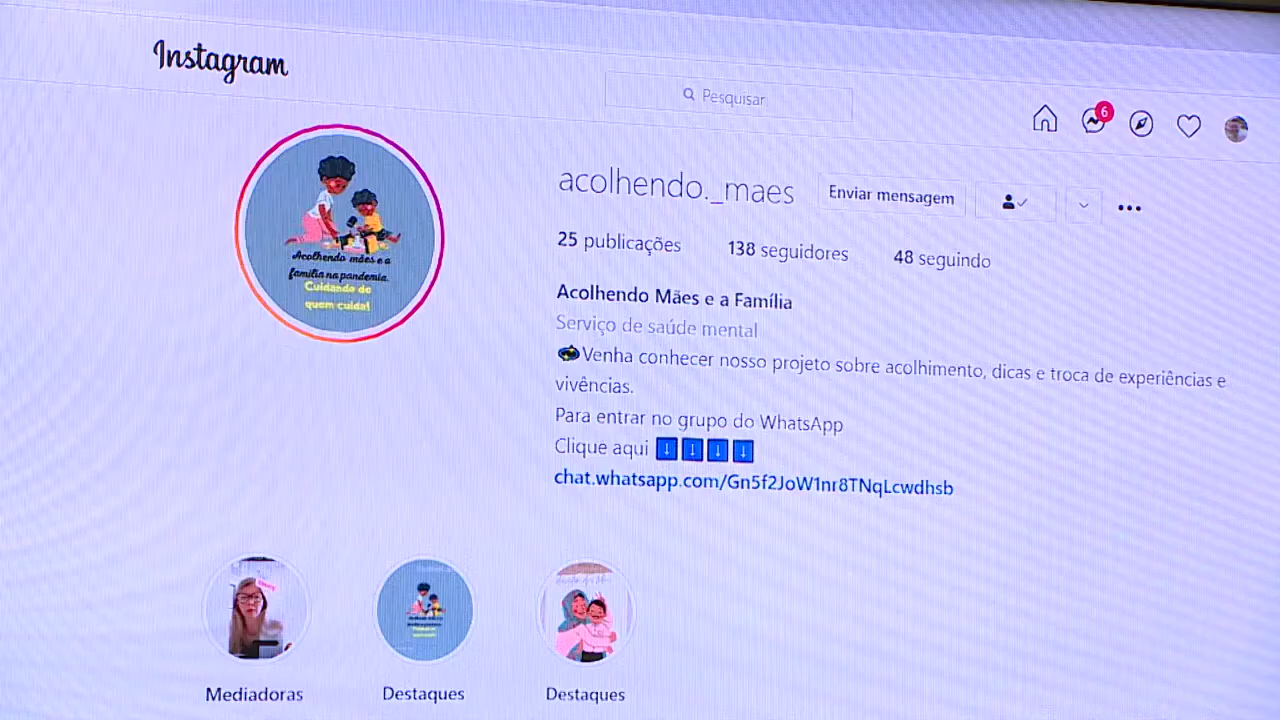 Instagram
Pesquisar
6
acolhendo._maes
Enviar mensagem
25 publicações
138 seguidores
48 seguindo
Acolhendo mães e a
família na pandemia.
Cuidando de
quem cuida!
Acolhendo Mães e a Família
Serviço de saúde mental
Venha conhecer nosso projeto sobre acolhimento, dicas e troca de experiências e
vivências.
Para entrar no grupo do WhatsApp
Clique aqui ↓ ↓ ↓ ↓
chat.whatsapp.com/Gn5f2JoW1nr8TNqLcwdhsb
Mediadoras
Destaques
Destaques